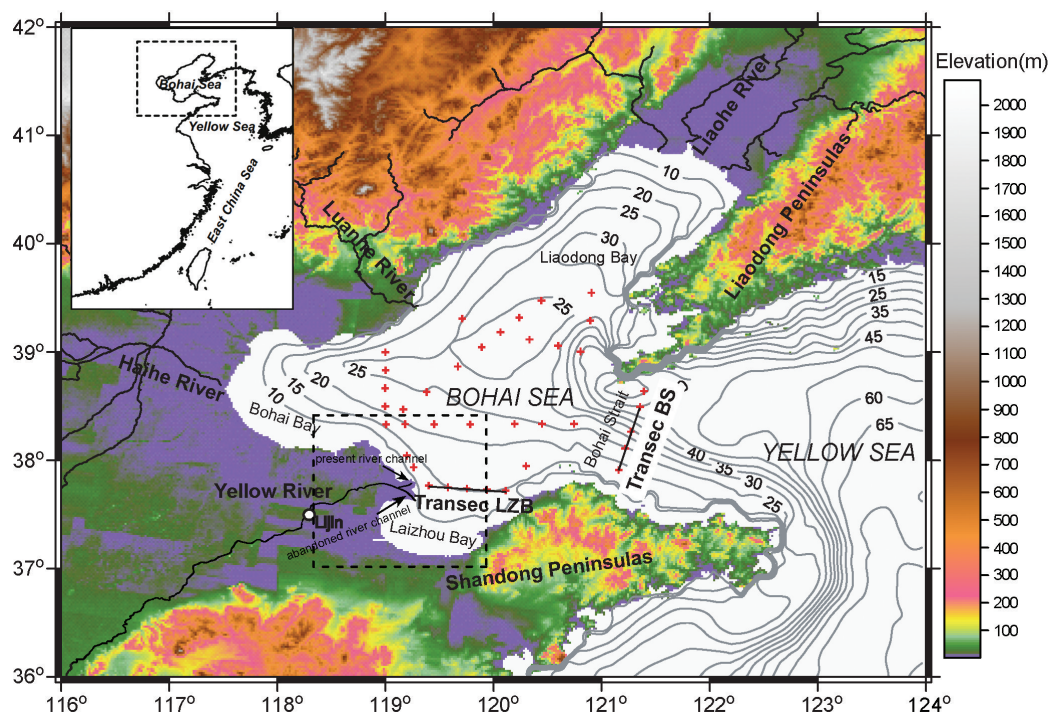 42°
41°
40°
39°
38°
37°
36°
116°
117°
118°
119°
120°
121°
122°
123°
124°
Bohai Sea
Yellow Sea
East China Sea
Elevation(m)
2000
1900
1800
1700
1600
1500
1400
1300
1200
1100
1000
900
800
700
600
500
400
300
200
100
Liaohe River
10
20
25
30
Liaodong Bay
Liaodong Peninsulas
Luanhe River
15
25
35
45
25
Haihe River
25
20
15
10
Bohai Bay
BOHAI SEA
Bohai Strait
Transec BS
60
65
YELLOW SEA
40
35
30
25
present river channel
Yellow River
Lijin
abandoned river channel
Transec LZB
Laizhou Bay
Shandong Peninsulas